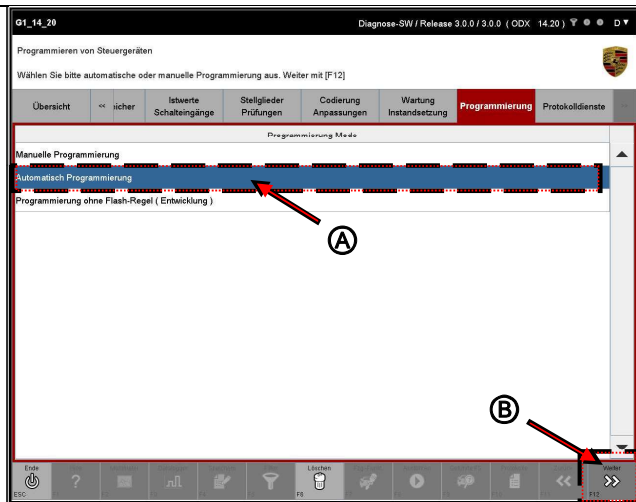 G1_14_20
Diagnose-SW / Release 3.0.0 / 3.0.0 ( ODX 14.20 )
D
Programmieren von Steuergeräten
Wählen Sie bitte automatische oder manuelle Programmierung aus. Weiter mit [F12]
Übersicht
<<
icher
Istwerte
Schalteingänge
Stellglieder
Prüfungen
Codierung
Anpassungen
Wartung
Instandsetzung
Programmierung
Protokolldienste
Programmierung Mode
Manuelle Programmierung
Automatisch Programmierung
Programmierung ohne Flash-Regel ( Entwicklung )
A
B
Ende
ESC
Löschen
F8
Weiter
>>
F12